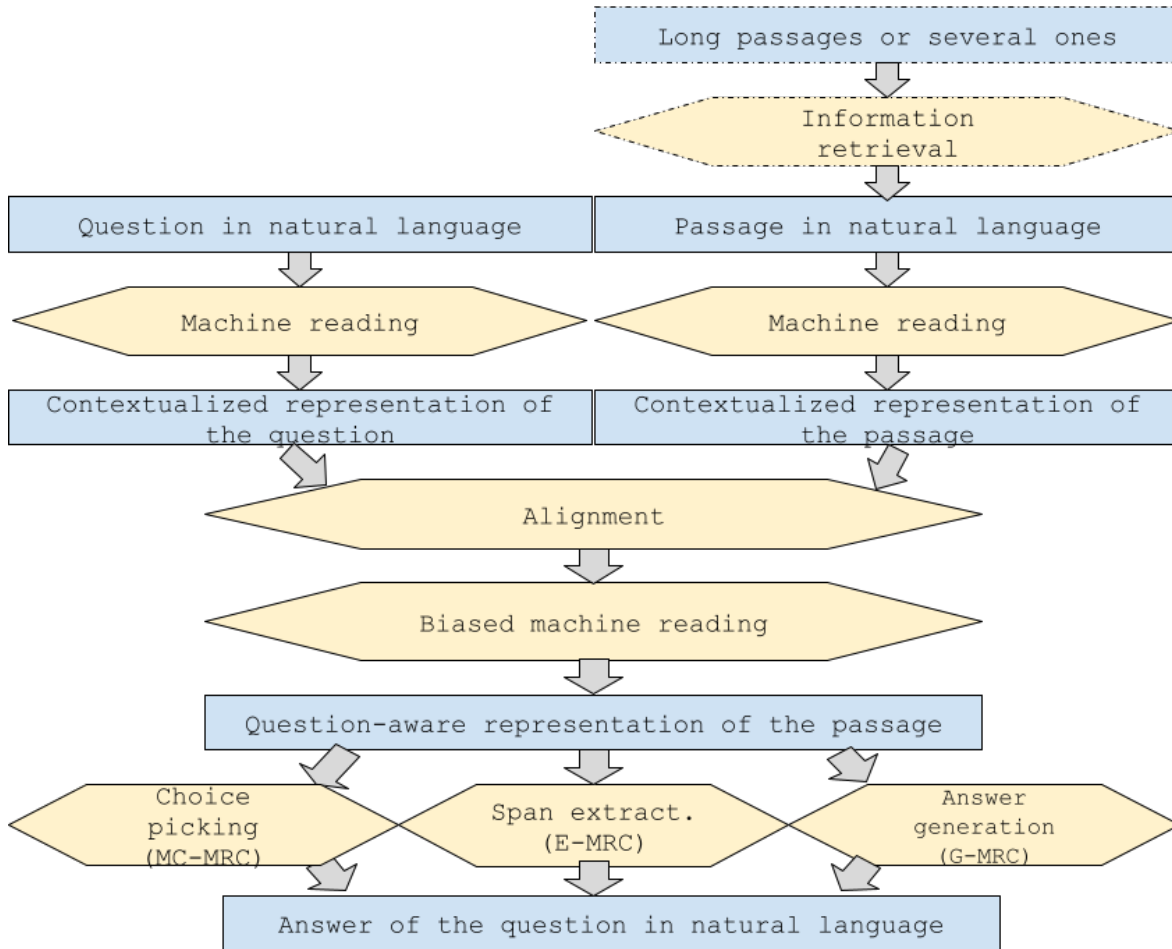 Long passages or several ones
Information
retrieval
Question in natural language
Passage in natural language
Machine reading
Machine reading
Contextualized representation of
the question
Contextualized representation of
the passage
Alignment
Biased machine reading
Question-aware representation of the passage
Choice
picking
(MC-MRC)
Span extract.
(E-MRC)
Answer
generation
(G-MRC)
Answer of the question in natural language